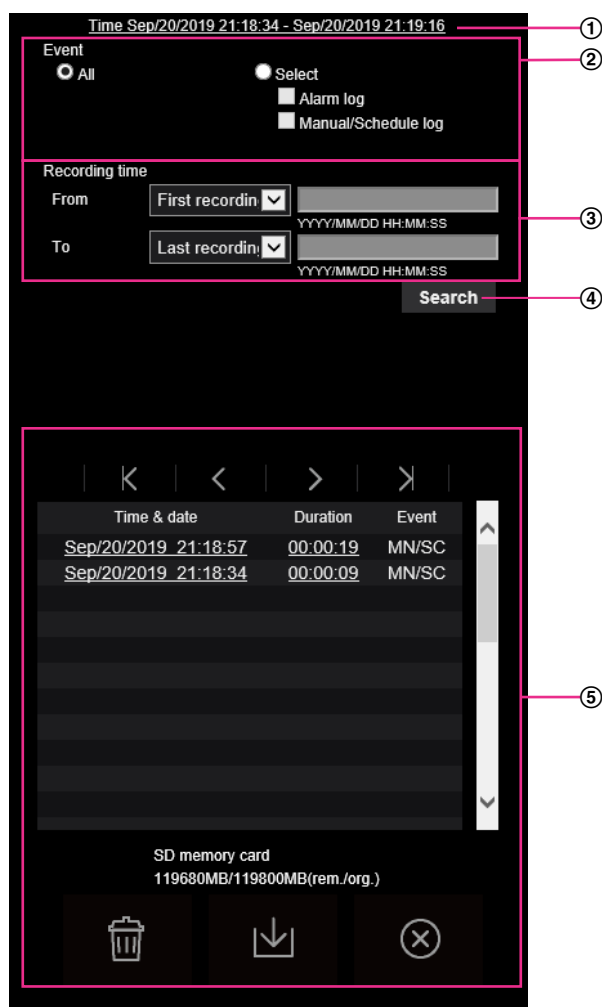 Time Sep/20/2019 21:18:34 - Sep/20/2019 21:19:16 ①
Event ②
All Select
Alarm log
Manual/Schedule log
Recording time
From First recordin
YYYY/MM/DD HH:MM:SS ③
To Last recordin
YYYY/MM/DD HH:MM:SS
Search ④
Time & date Duration Event
Sep/20/2019 21:18:57 00:00:19 MN/SC
Sep/20/2019 21:18:34 00:00:09 MN/SC
⑤
SD memory card
119680MB/119800MB(rem./org.)